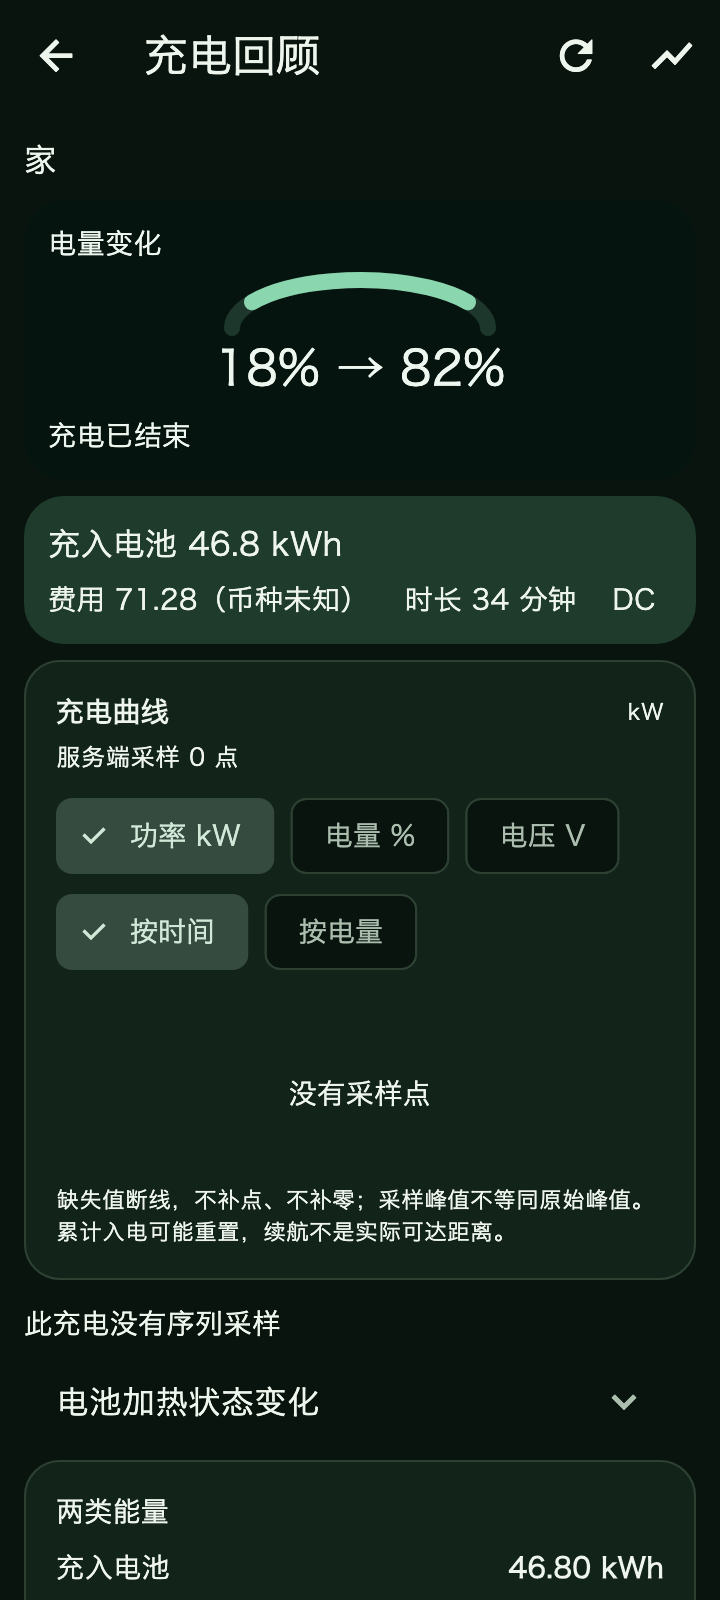 充电回顾
家
电量变化
18% → 82%
充电已结束
充入电池 46.8 kWh
费用 71.28（币种未知） 时长 34 分钟 DC
充电曲线 kW
服务端采样 0 点
功率 kW 电量 % 电压 V
按时间 按电量
没有采样点
缺失值断线，不补点、不补零；采样峰值不等同原始峰值。
累计入电可能重置，续航不是实际可达距离。
此充电没有序列采样
电池加热状态变化
两类能量
充入电池 46.80 kWh